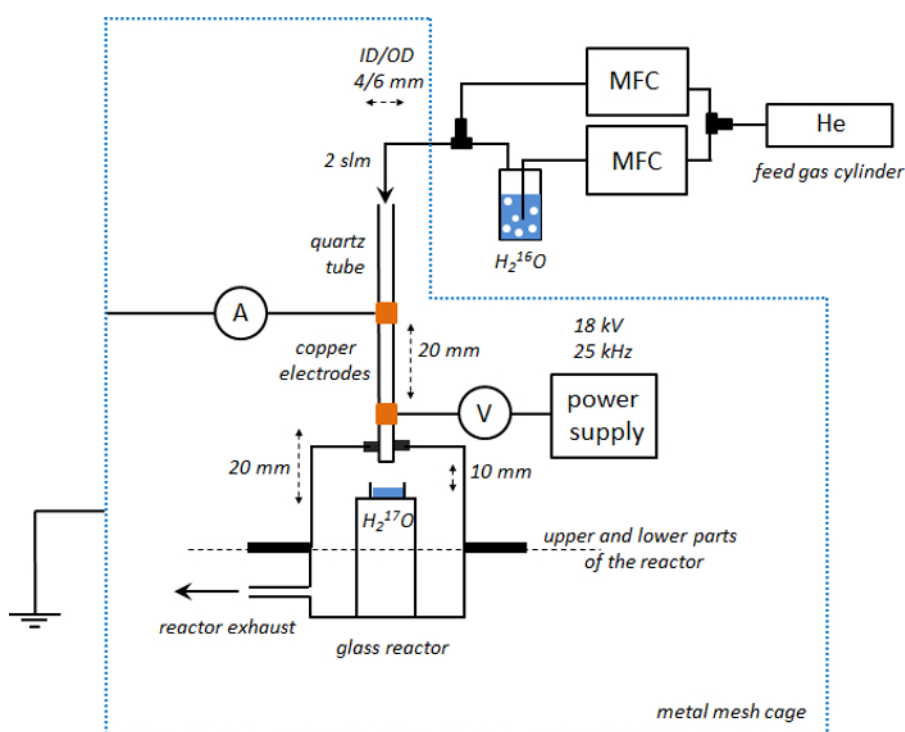 ID/OD
4/6 mm
MFC
He
MFC
feed gas cylinder
2 slm
H₂¹⁶O
quartz
tube
A
18 kV
25 kHz
copper
electrodes
20 mm
V
power
supply
20 mm
10 mm
H₂¹⁷O
upper and lower parts
of the reactor
reactor exhaust
glass reactor
metal mesh cage